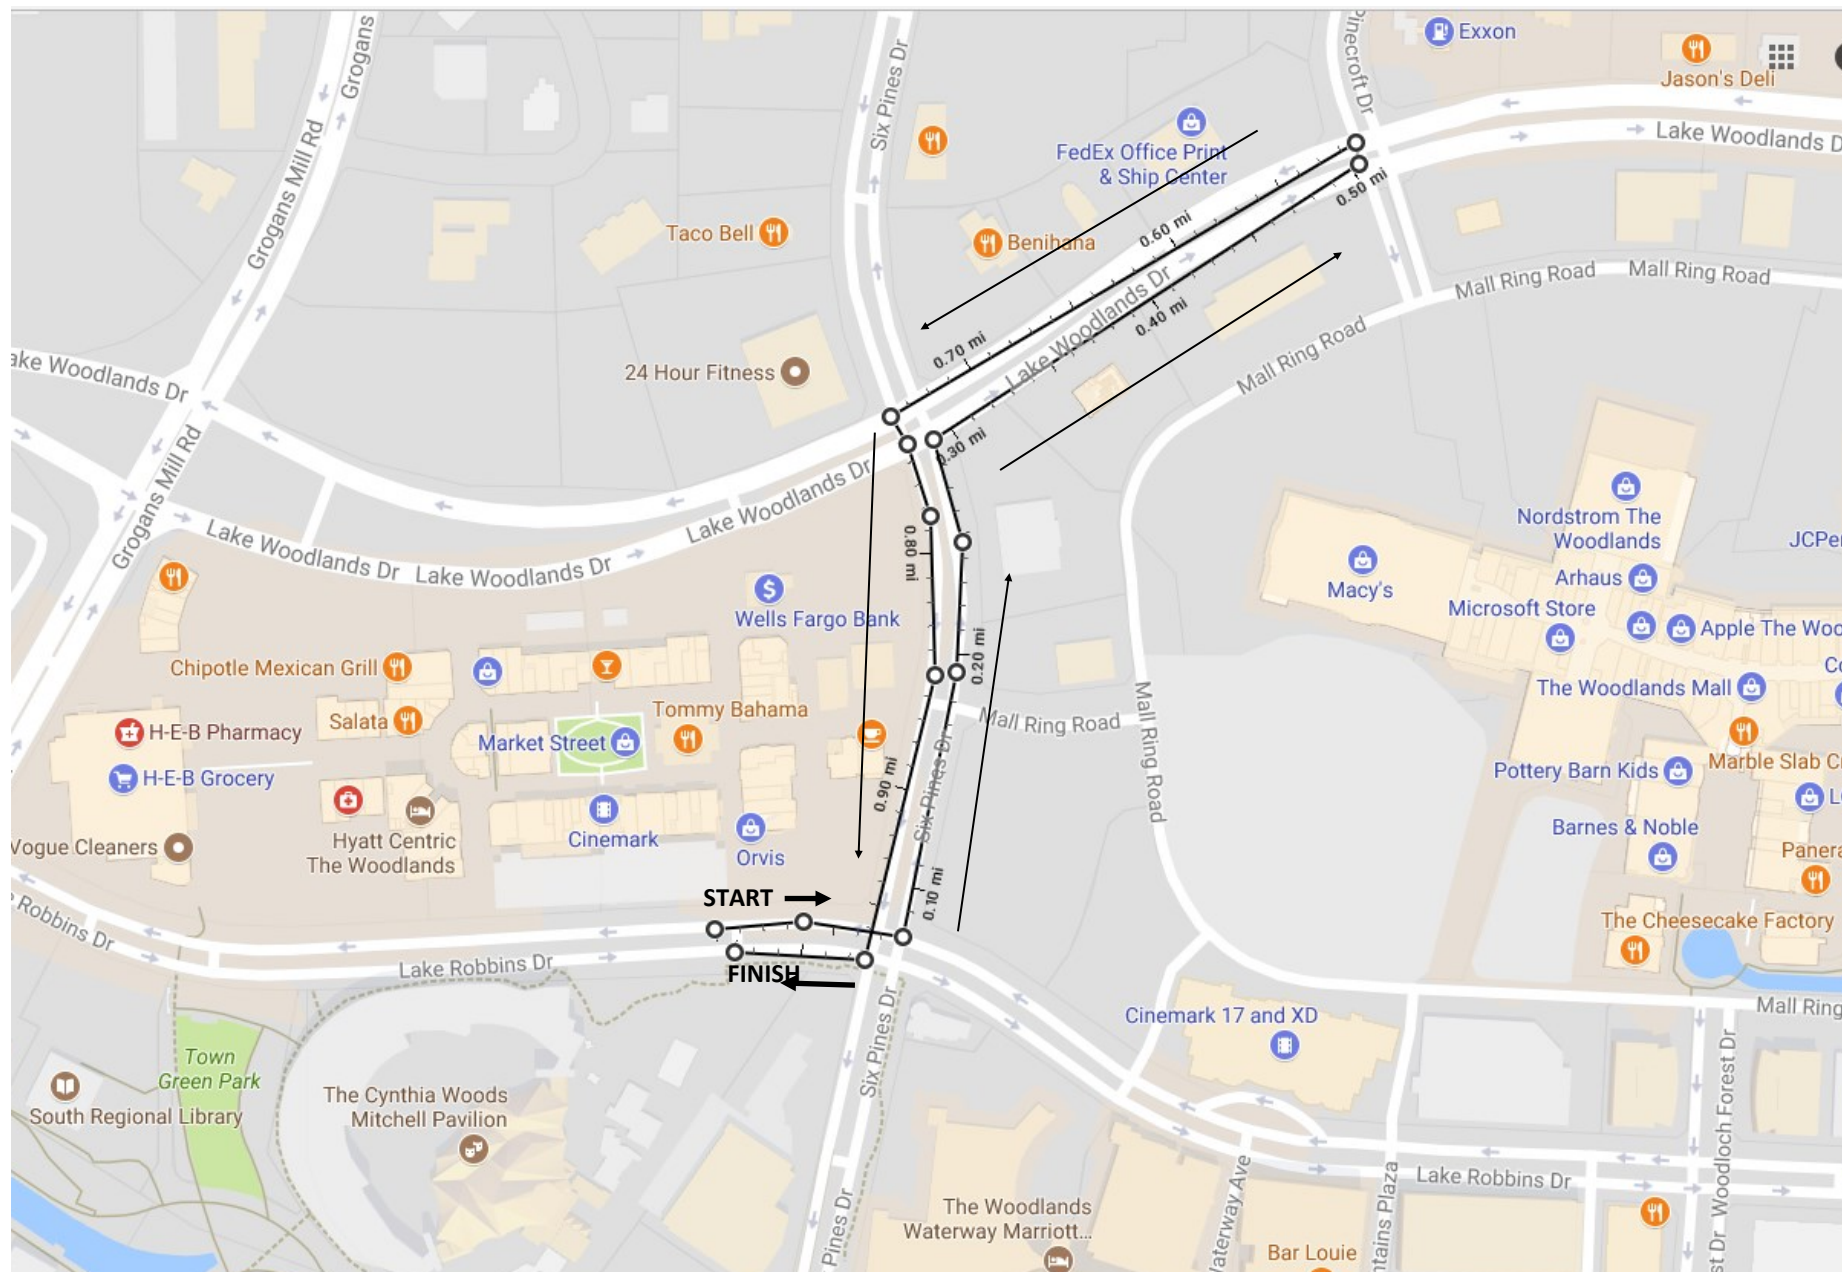 Grogans
Six Pines Dr
Pinecroft Dr
Exxon
Jason's Deli
Lake Woodlands D
FedEx Office Print
& Ship Center
Grogans Mill Rd
0.50 mi
Taco Bell
Benihana
0.60 mi
Mall Ring Road
Mall Ring Road
Lake Woodlands Dr
0.40 mi
0.70 mi
Mall Ring Road
24 Hour Fitness
ake Woodlands Dr
0.30 mi
Grogans Mill Rd
Lake Woodlands Dr
Lake Woodlands Dr
Lake Woodlands Dr
0.80 mi
Nordstrom The
Woodlands
JCPe
Macy's
Arhaus
Microsoft Store
Apple The Woo
Wells Fargo Bank
0.20 mi
Chipotle Mexican Grill
The Woodlands Mall
Co
Salata
Tommy Bahama
Mall Ring Road
Mall Ring Road
H-E-B Pharmacy
Market Street
Six Pines Dr
H-E-B Grocery
0.90 mi
Pottery Barn Kids
Marble Slab C
L
Hyatt Centric
The Woodlands
Cinemark
Orvis
Barnes & Noble
Vogue Cleaners
Panera
0.10 mi
START
The Cheesecake Factory
Robbins Dr
Lake Robbins Dr
FINISH
Six Pines Dr
Cinemark 17 and XD
Mall Ring
Town
Green Park
South Regional Library
The Cynthia Woods
Mitchell Pavilion
Woodloch Forest Dr
st Dr
Lake Robbins Dr
Pines Dr
The Woodlands
Waterway Marriott...
Waterway Ave
ntains Plaza
Bar Louie